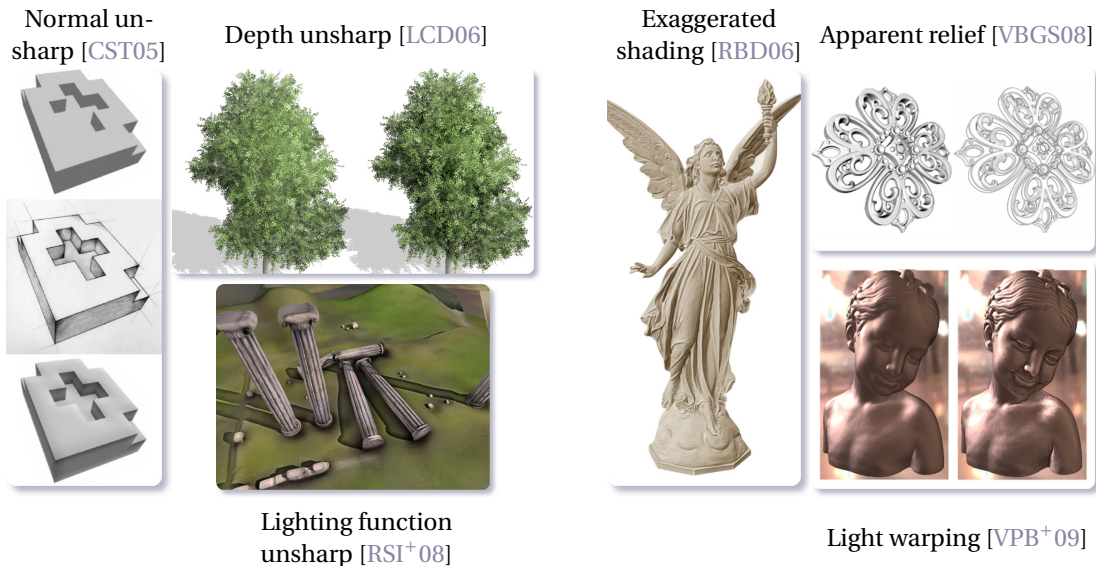 Normal un-
sharp [CST05]
Depth unsharp [LCD06]
Exaggerated
shading [RBD06]
Apparent relief [VBGS08]
Lighting function
unsharp [RSI+08]
Light warping [VPB+09]